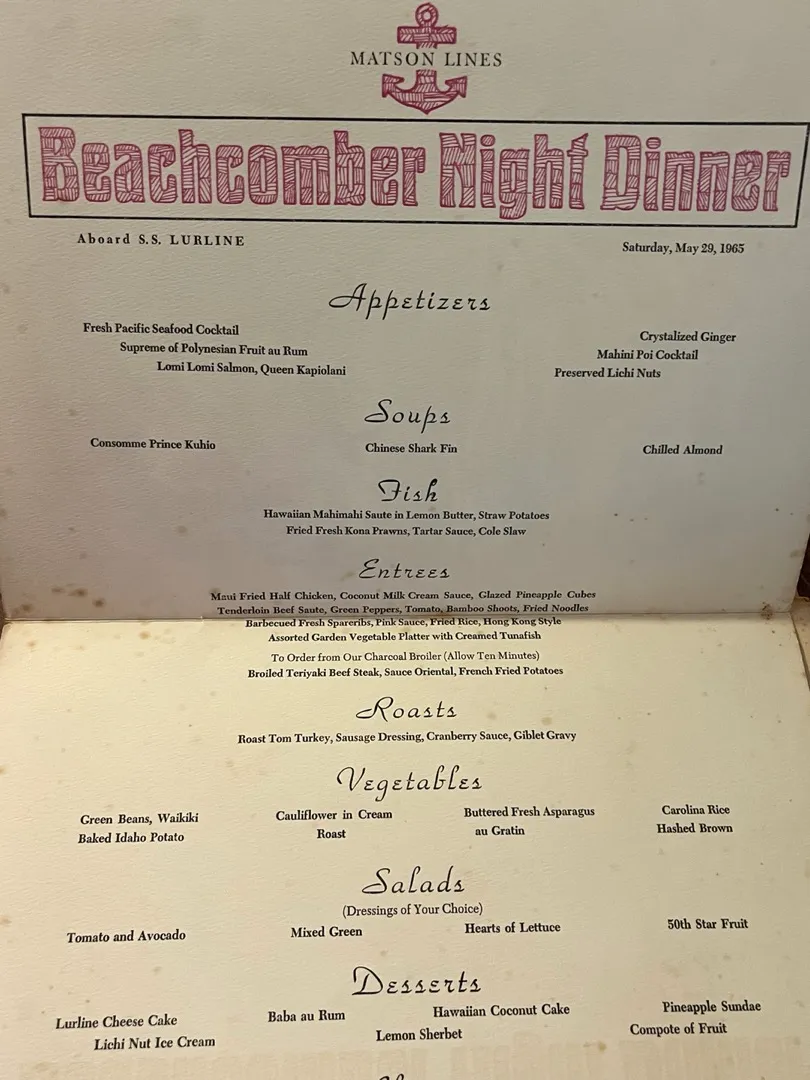 MATSON LINES
Beachcomber Night Dinner
Aboard S.S. LURLINE
Saturday, May 29, 1965
Appetizers
Fresh Pacific Seafood Cocktail
Supreme of Polynesian Fruit au Rum
Lomi Lomi Salmon, Queen Kapiolani
Crystalized Ginger
Mahini Poi Cocktail
Preserved Lichi Nuts
Soups
Consomme Prince Kuhio
Chinese Shark Fin
Chilled Almond
Fish
Hawaiian Mahimahi Saute in Lemon Butter, Straw Potatoes
Fried Fresh Kona Prawns, Tartar Sauce, Cole Slaw
Entrees
Maui Fried Half Chicken, Coconut Milk Cream Sauce, Glazed Pineapple Cubes
Tenderloin Beef Saute, Green Peppers, Tomato, Bamboo Shoots, Fried Noodles
Barbecued Fresh Spareribs, Pink Sauce, Fried Rice, Hong Kong Style
Assorted Garden Vegetable Platter with Creamed Tunafish
To Order from Our Charcoal Broiler (Allow Ten Minutes)
Broiled Teriyaki Beef Steak, Sauce Oriental, French Fried Potatoes
Roasts
Roast Tom Turkey, Sausage Dressing, Cranberry Sauce, Giblet Gravy
Vegetables
Green Beans, Waikiki
Cauliflower in Cream
Buttered Fresh Asparagus
Carolina Rice
Baked Idaho Potato
Roast
au Gratin
Hashed Brown
Salads
(Dressings of Your Choice)
Tomato and Avocado
Mixed Green
Hearts of Lettuce
50th Star Fruit
Desserts
Lurline Cheese Cake
Baba au Rum
Hawaiian Coconut Cake
Pineapple Sundae
Lichi Nut Ice Cream
Lemon Sherbet
Compote of Fruit